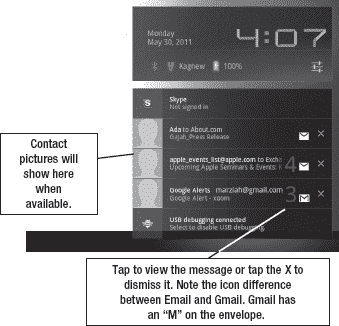 Monday
May 30, 2011
4:07
Kagnew 100%
Skype
Not signed in
Ada to About.com
Gajah_Press Release
apple_events_list@apple.com to Exche
Upcoming Apple Seminars & Events: 4
Google Alerts marziah@gmail.com
Google Alert - xoom 3
USB debugging connected
Select to disable USB debugging.
Contact
pictures will
show here
when
available.
Tap to view the message or tap the X to
dismiss it. Note the icon difference
between Email and Gmail. Gmail has
an “M” on the envelope.